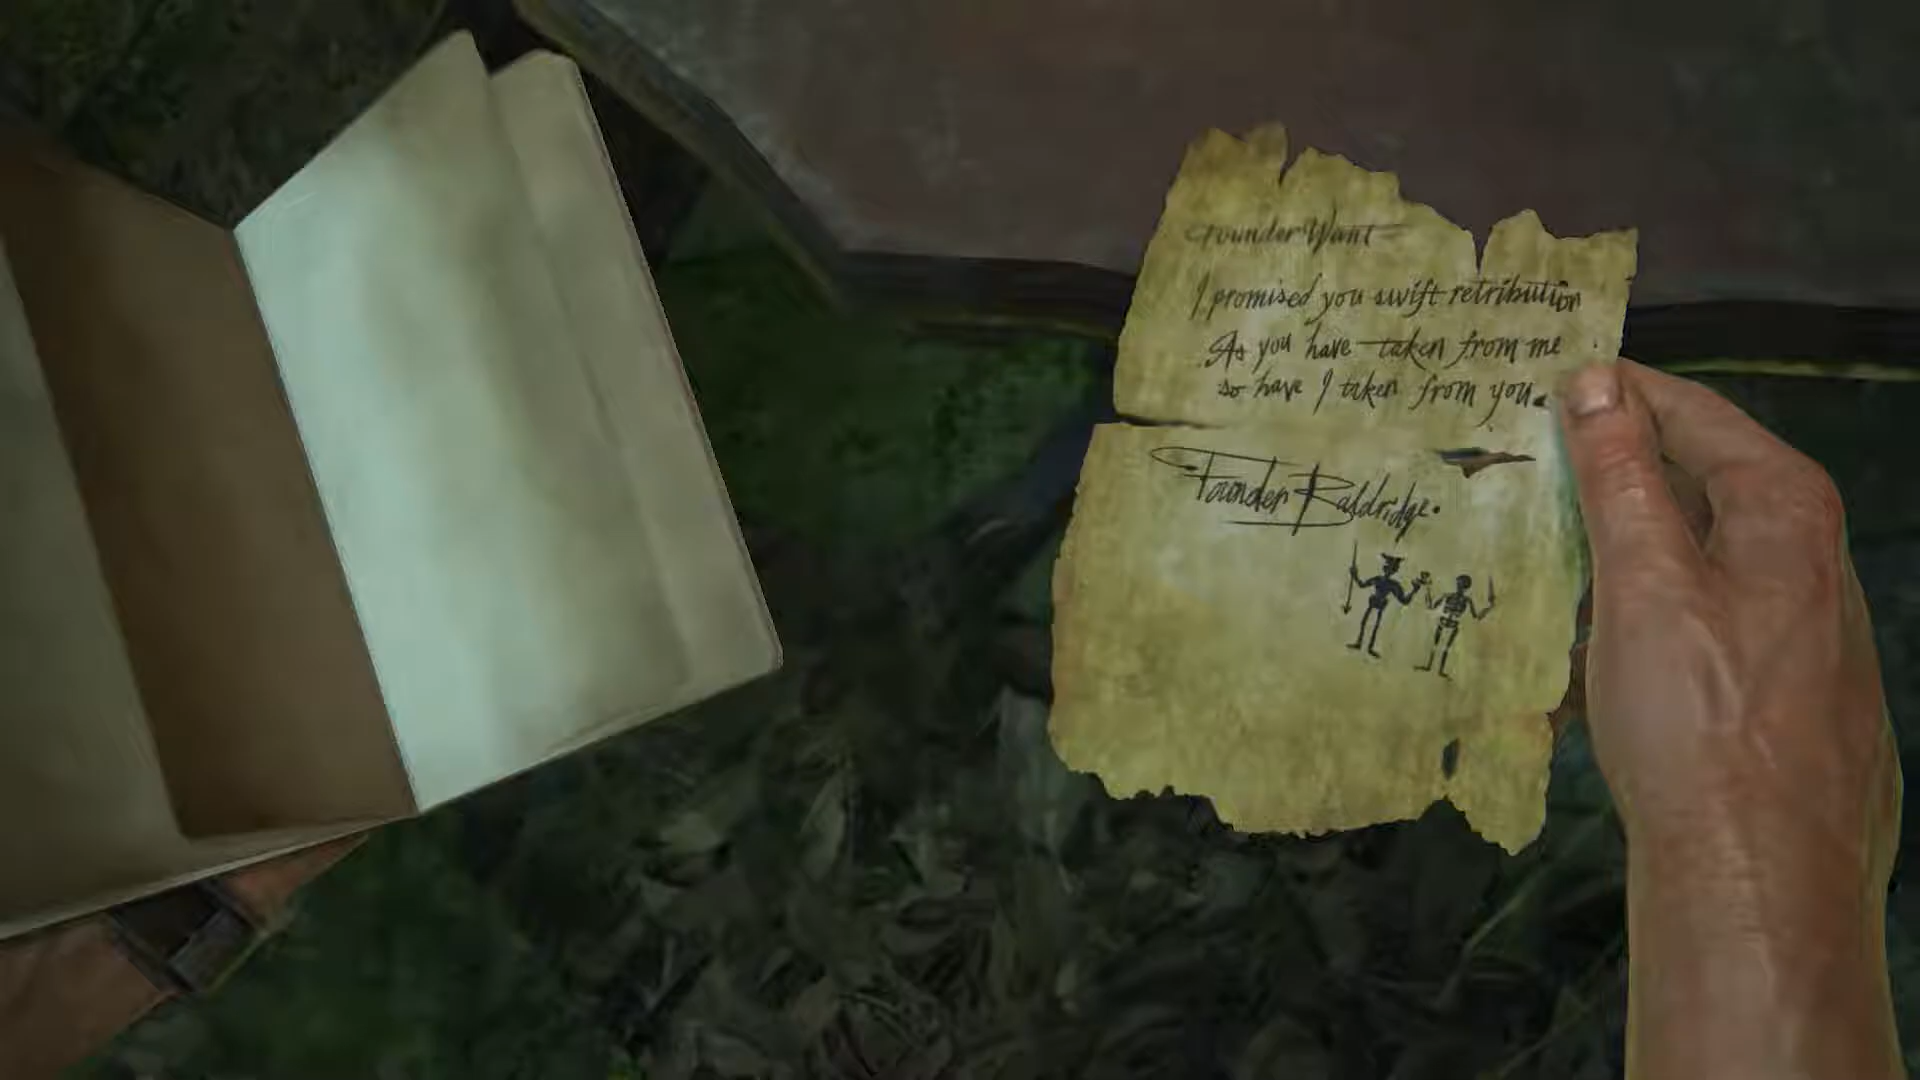 Founder Want
I promised you swift retribution
As you have taken from me
so have I taken from you.
Founder Baldridge.